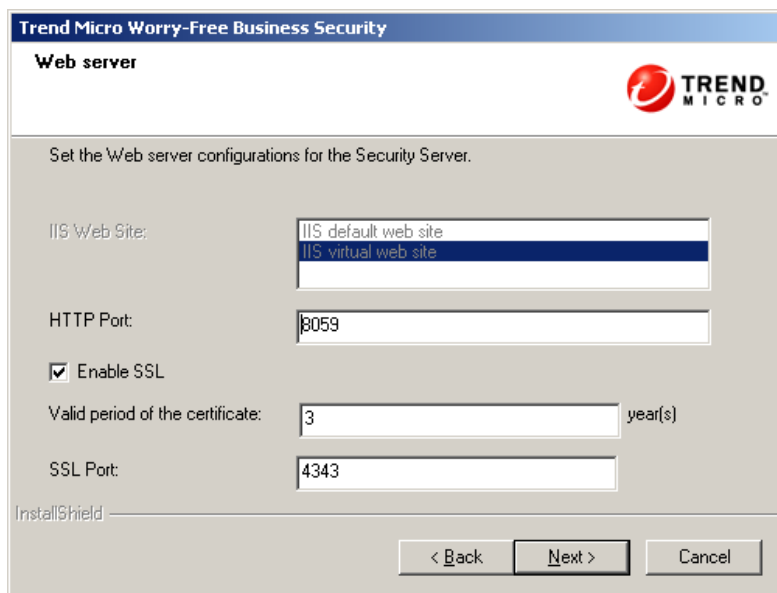 Trend Micro Worry-Free Business Security
Web server
TREND
MICRO™
Set the Web server configurations for the Security Server.
IIS Web Site:
IIS default web site
IIS virtual web site
HTTP Port:
8059
Enable SSL
Valid period of the certificate:
3
year(s)
SSL Port:
4343
InstallShield
< Back
Next >
Cancel